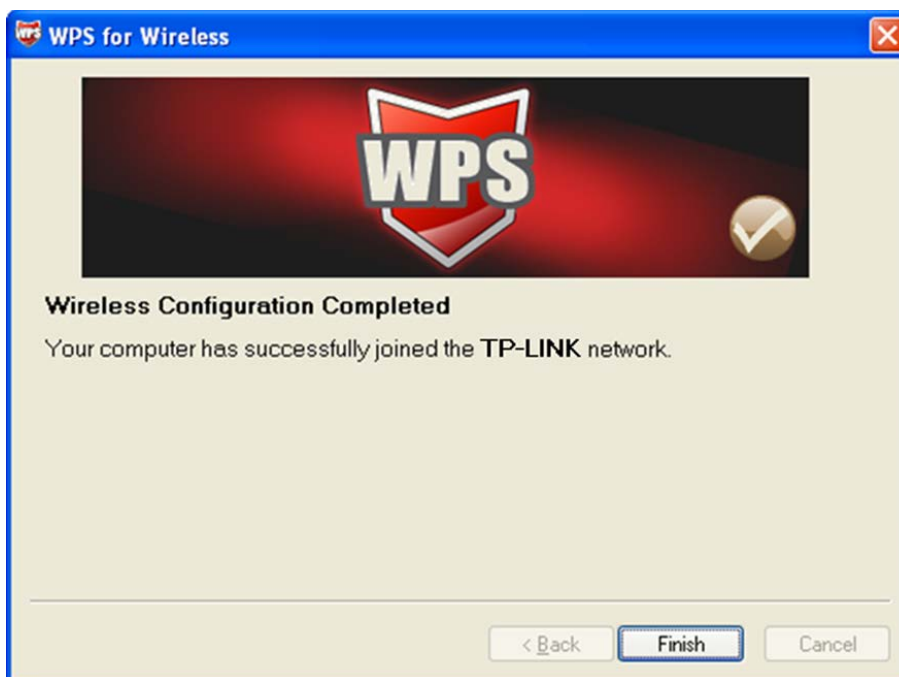 WPS for Wireless
WPS
Wireless Configuration Completed
Your computer has successfully joined the TP-LINK network.
< Back Finish Cancel